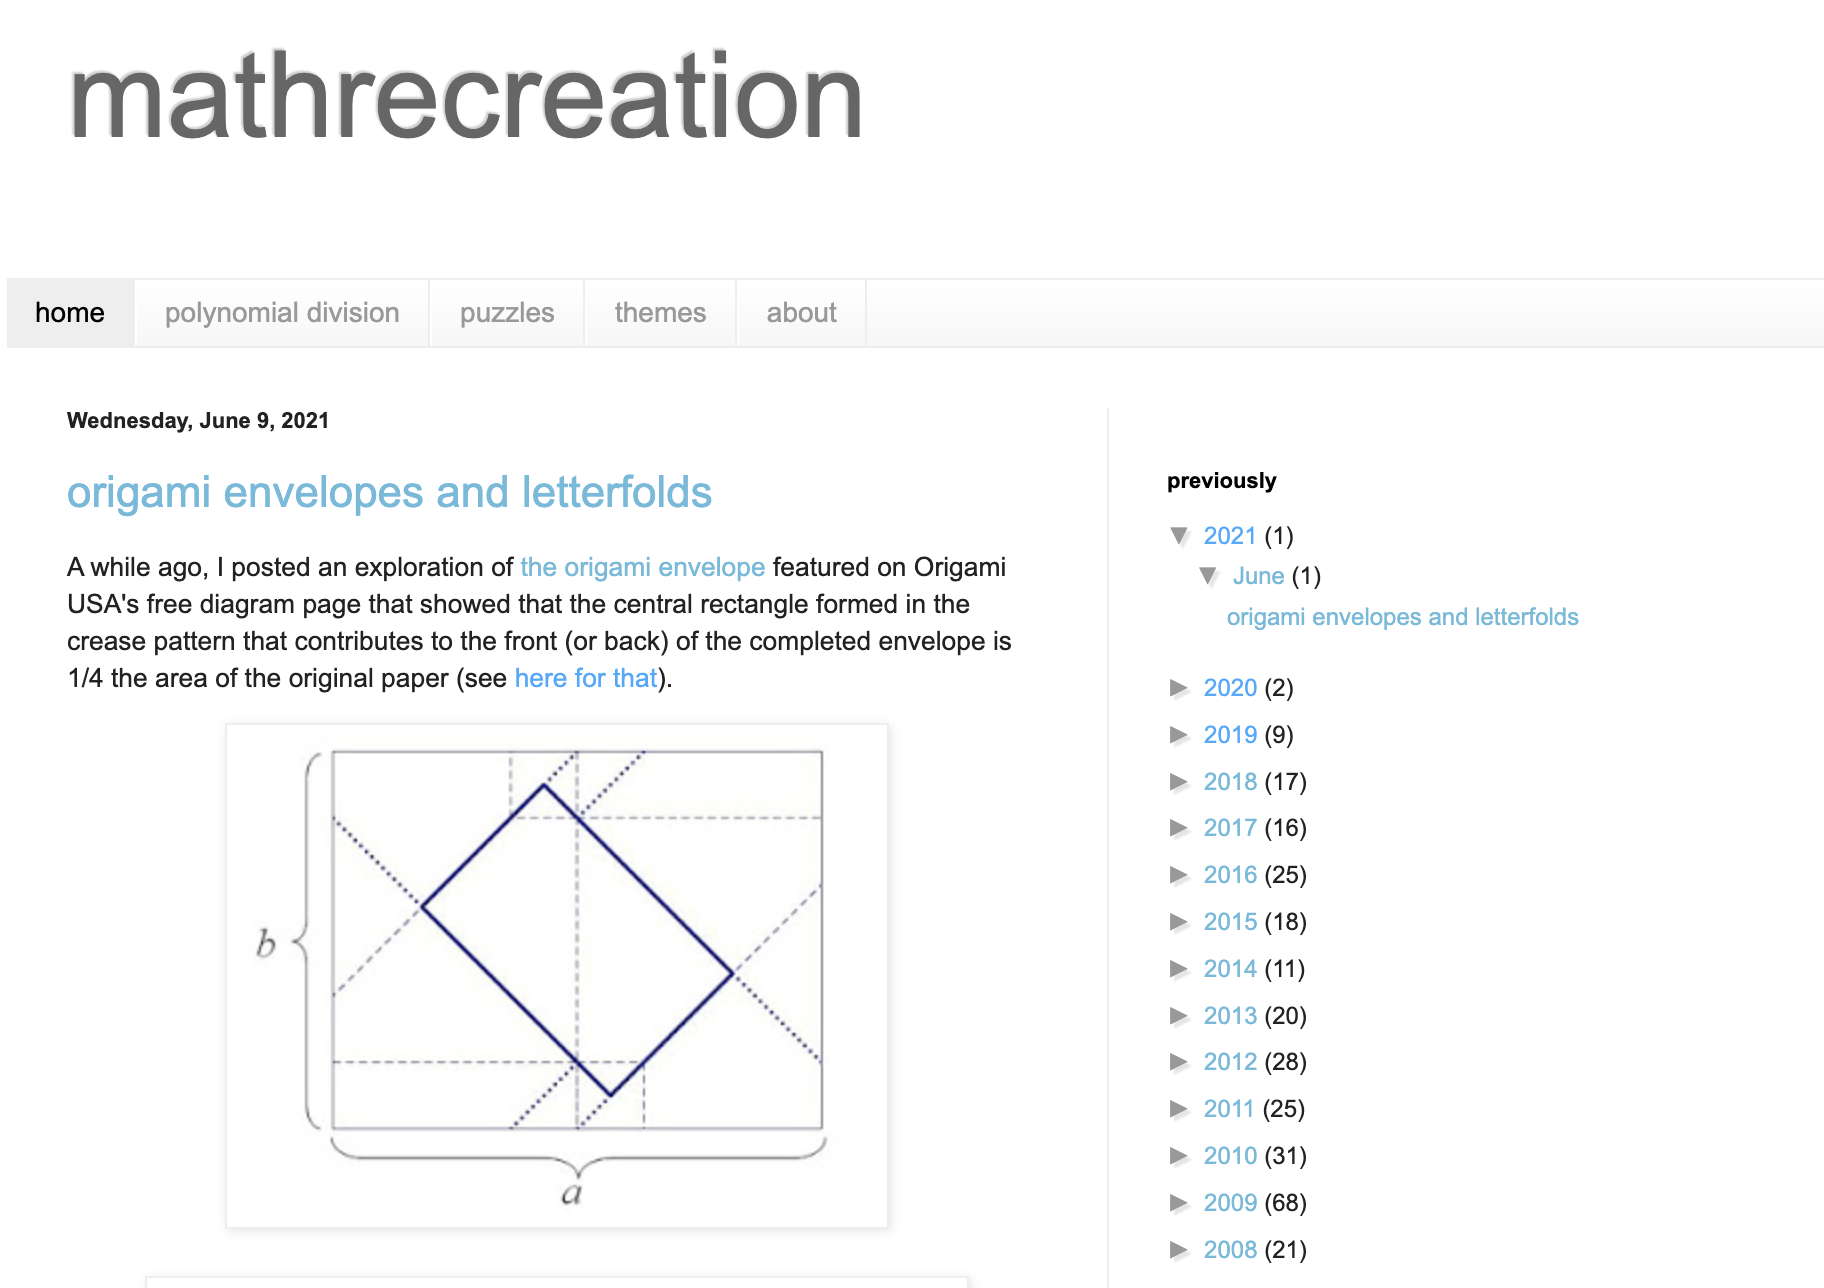 mathrecreation
home polynomial division puzzles themes about
Wednesday, June 9, 2021
origami envelopes and letterfolds
A while ago, I posted an exploration of the origami envelope featured on Origami
USA's free diagram page that showed that the central rectangle formed in the
crease pattern that contributes to the front (or back) of the completed envelope is
1/4 the area of the original paper (see here for that).
b
a
previously
▼ 2021 (1)
▼ June (1)
origami envelopes and letterfolds
► 2020 (2)
► 2019 (9)
► 2018 (17)
► 2017 (16)
► 2016 (25)
► 2015 (18)
► 2014 (11)
► 2013 (20)
► 2012 (28)
► 2011 (25)
► 2010 (31)
► 2009 (68)
► 2008 (21)